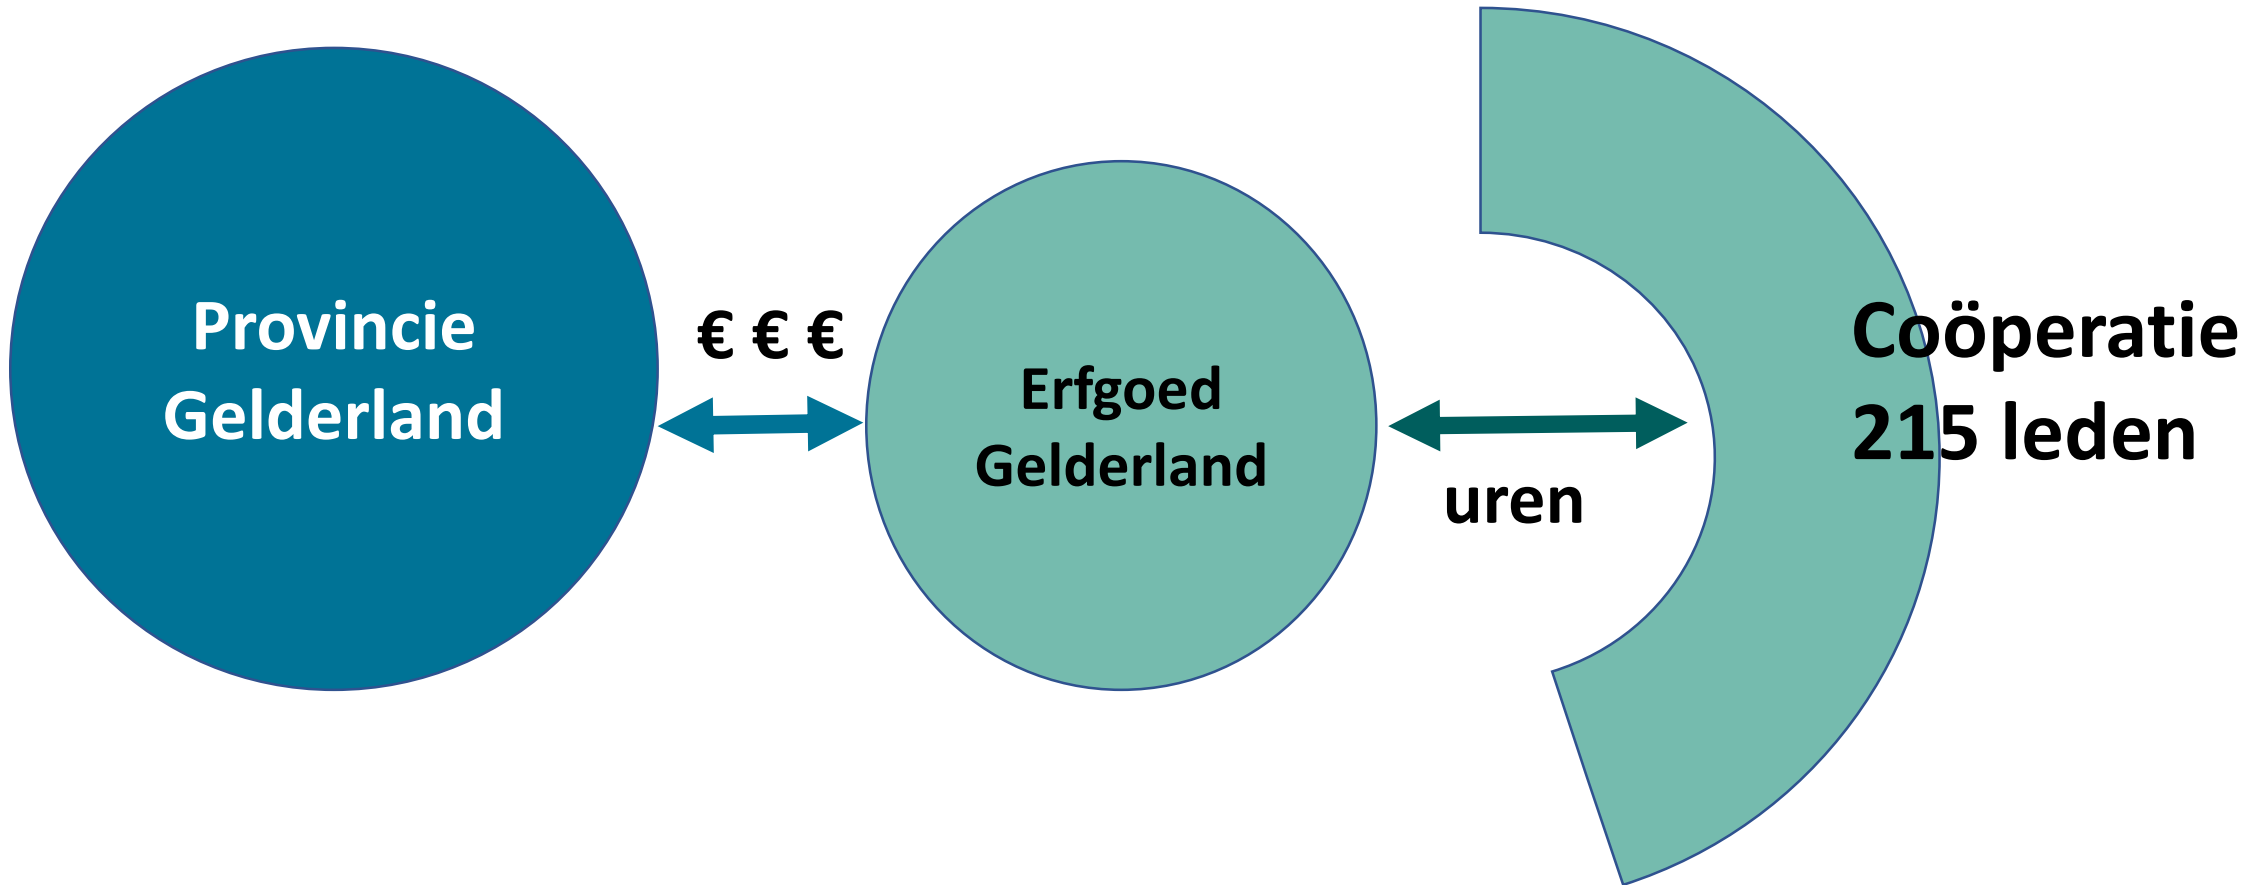 Provincie
Gelderland
€ € €
Erfgoed
Gelderland
uren
Coöperatie
215 leden